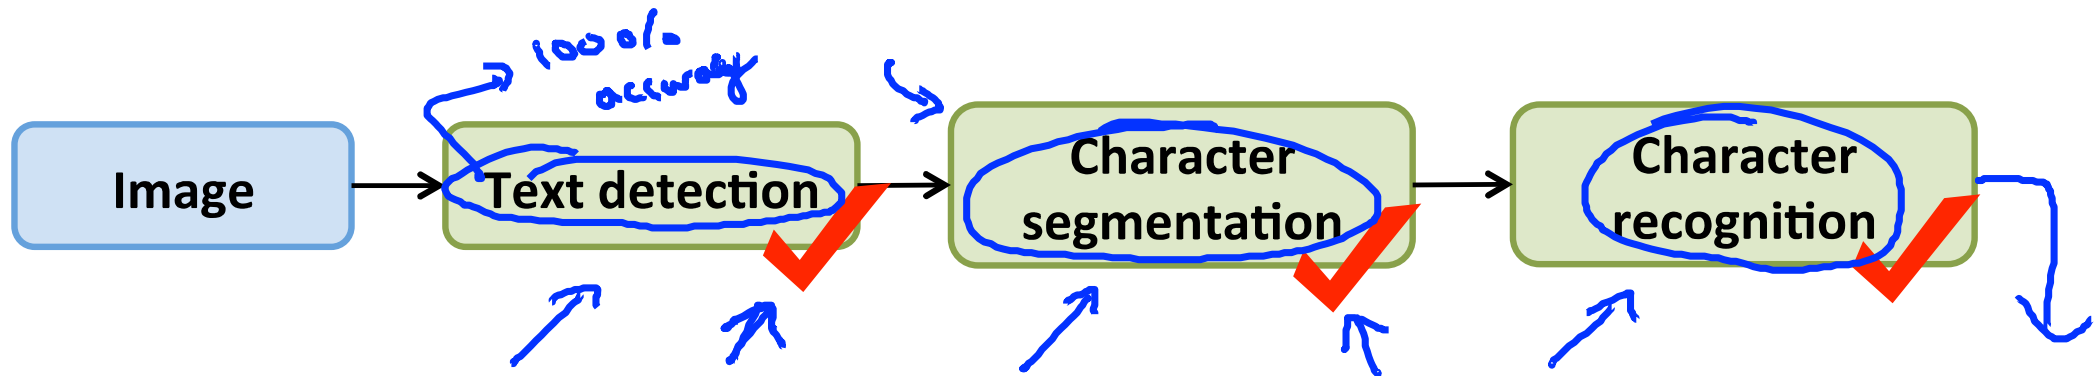 100%
accuracy
Image
Text detection
Character
segmentation
Character
recognition